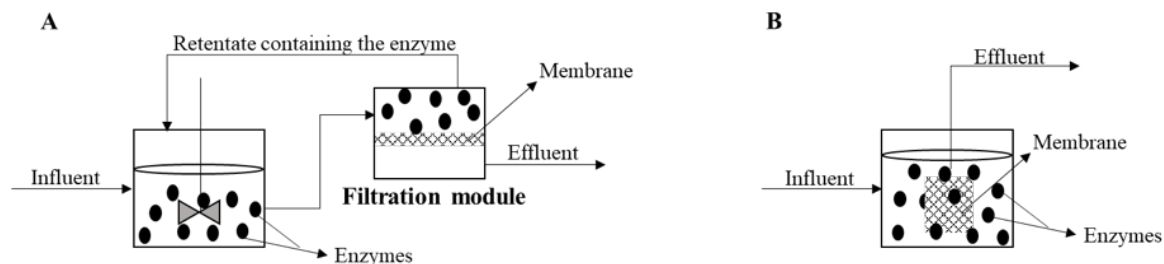 A
Retentate containing the enzyme
Membrane
Influent
Effluent
Filtration module
Enzymes
B
Effluent
Membrane
Influent
Enzymes